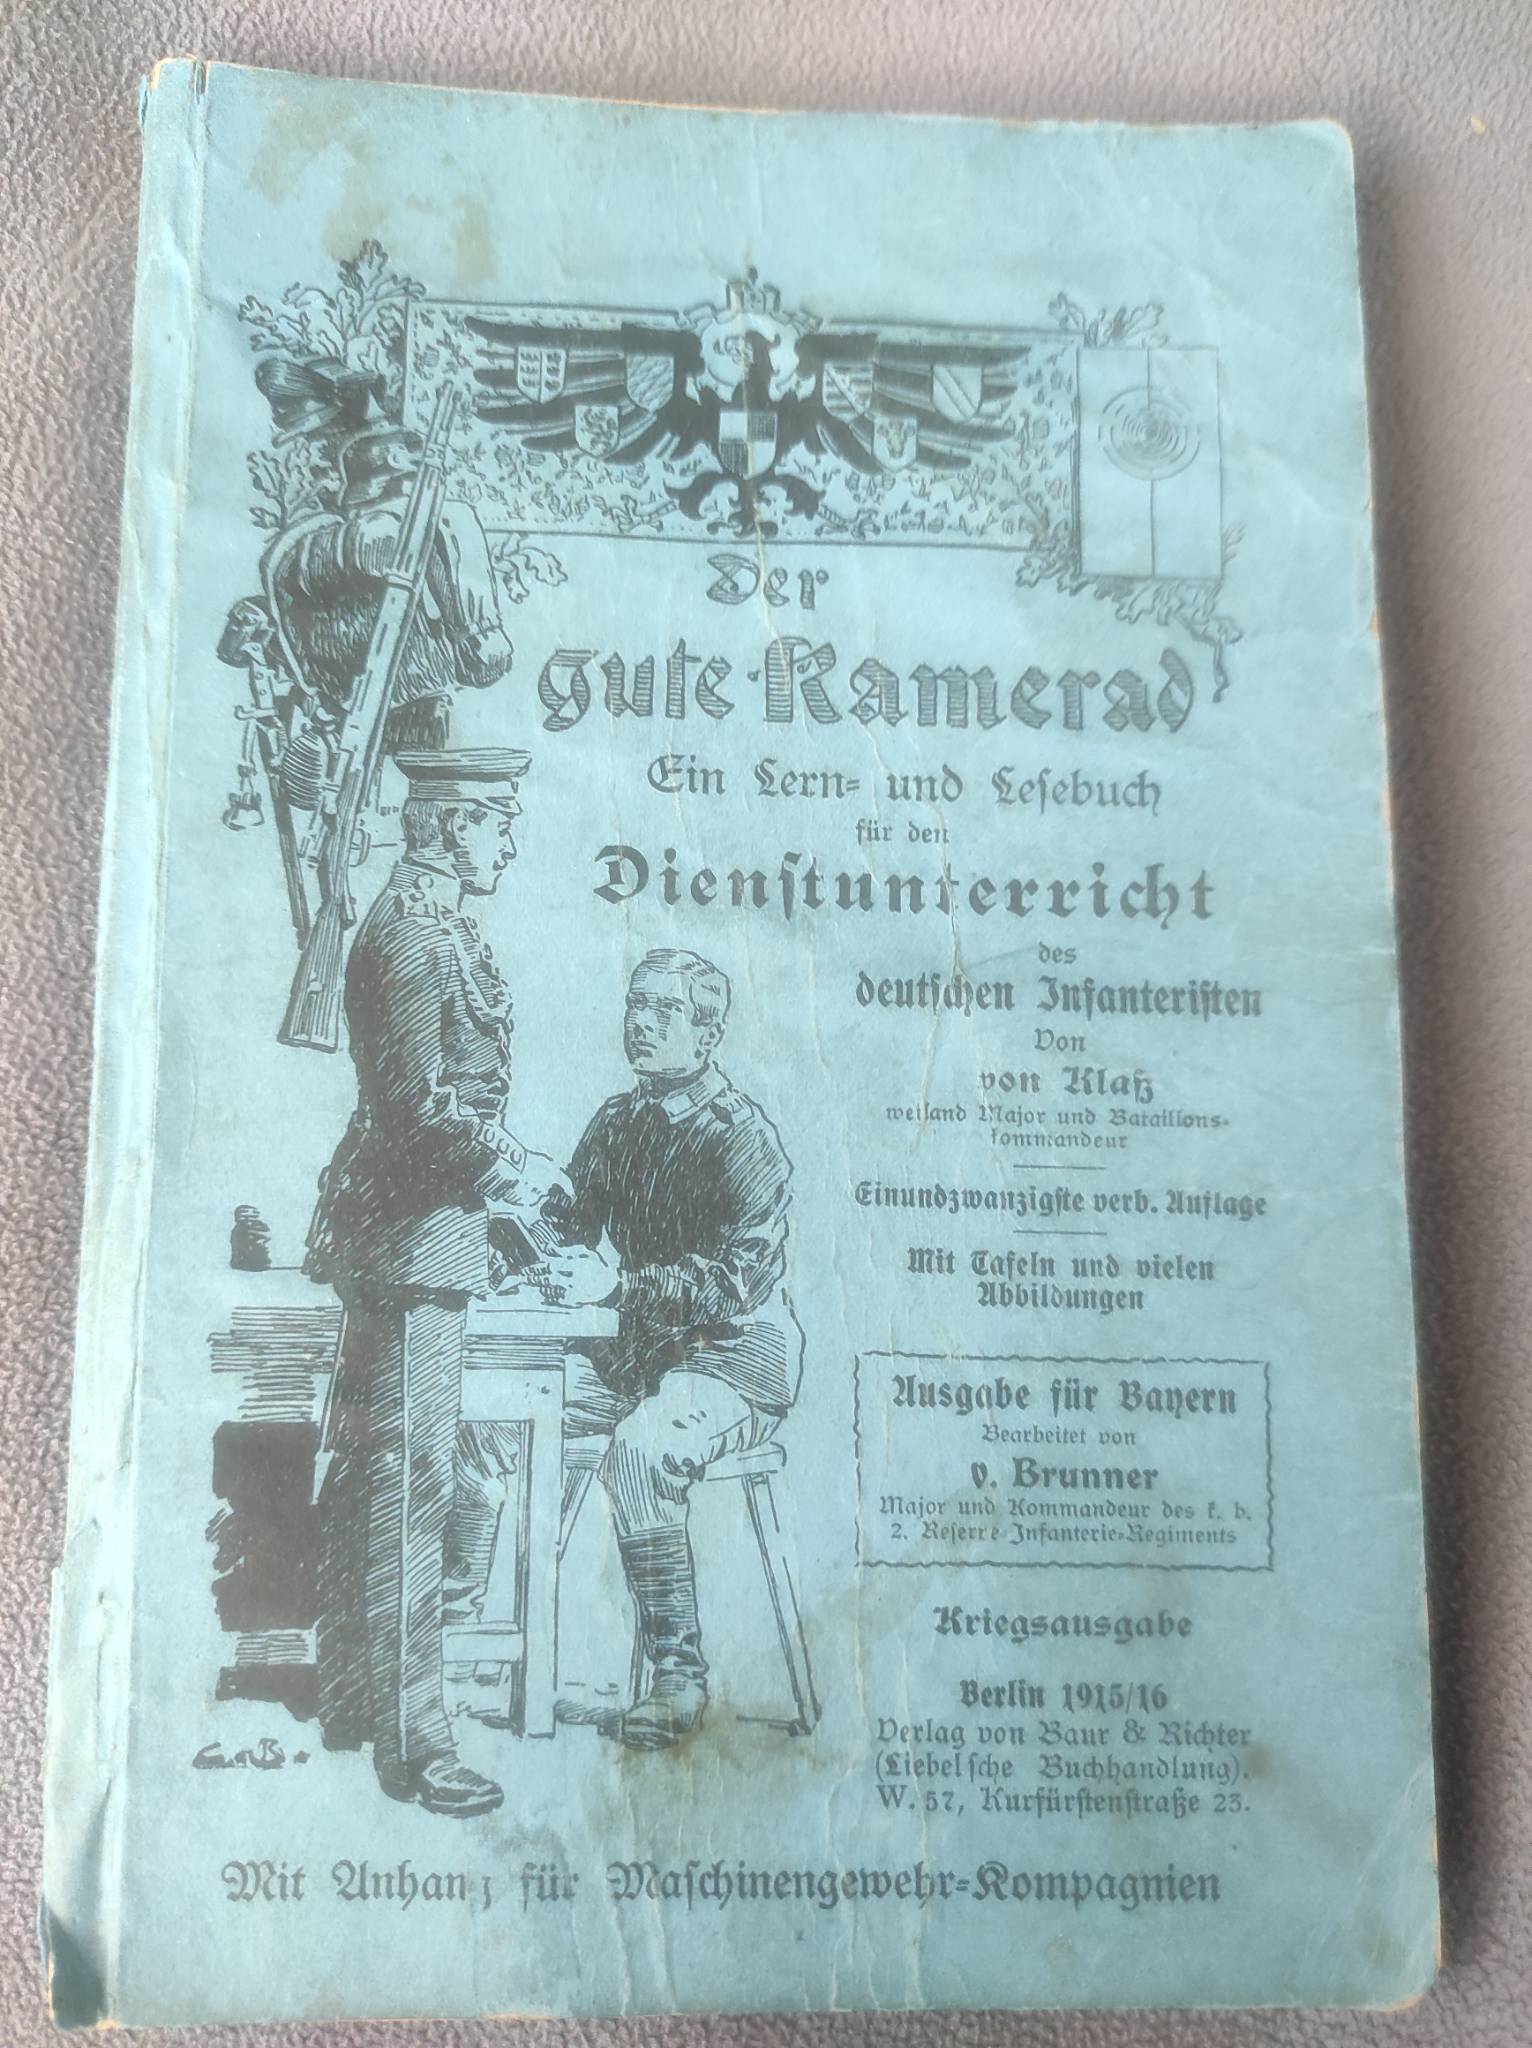 Der
gute Kamerad
Ein Lern- und Lesebuch
für den
Dienstunterricht
des
deutschen Infanteristen
Von
von Klaß
weiland Major und Bataillons-
kommandeur
Einundzwanzigste verb. Auflage
Mit Tafeln und vielen
Abbildungen
Ausgabe für Bayern
Bearbeitet von
v. Brunner
Major und Kommandeur des k. b.
2. Reserve-Infanterie-Regiments
Kriegsausgabe
Berlin 1915/16
Verlag von Baur & Richter
(Liebelsche Buchhandlung).
W. 57, Kurfürstenstraße 23.
Mit Anhang für Maschinengewehr-Kompagnien